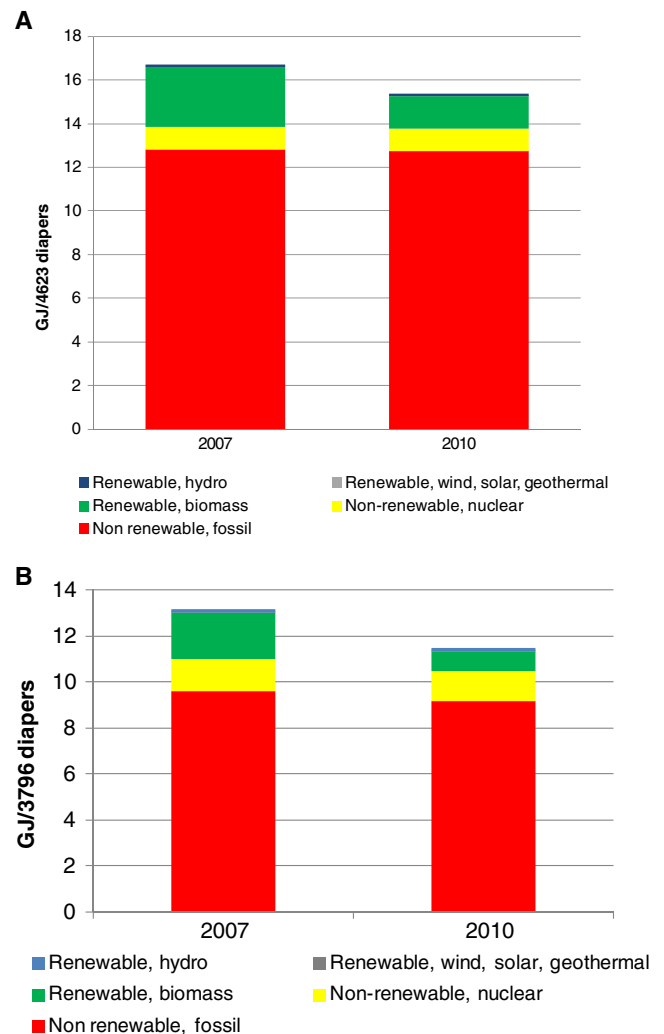 A
18
16
14
12
10
8
6
4
2
0
GJ/4623 diapers
2007 2010
Renewable, hydro Renewable, wind, solar, geothermal
Renewable, biomass Non-renewable, nuclear
Non renewable, fossil
B
14
12
10
8
6
4
2
0
GJ/3796 diapers
2007 2010
Renewable, hydro Renewable, wind, solar, geothermal
Renewable, biomass Non-renewable, nuclear
Non renewable, fossil